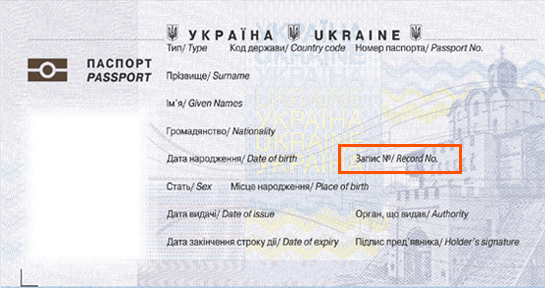 УКРАЇНА UKRAINE
Тип/ Type Код держави/ Country code Номер паспорта/ Passport No.
ПАСПОРТ
PASSPORT
Прізвище/ Surname
Ім'я/ Given Names
УКРАЇНА
UKRAINE
Громадянство/ Nationality
УКРАЇНА
UKRAINE
Дата народження/ Date of birth Запис №/ Record No.
УКРАЇНА
Стать/ Sex Місце народження/ Place of birth
Дата видачі/ Date of issue Орган, що видав/ Authority
Дата закінчення строку дії/ Date of expiry Підпис пред'явника/ Holder's signature